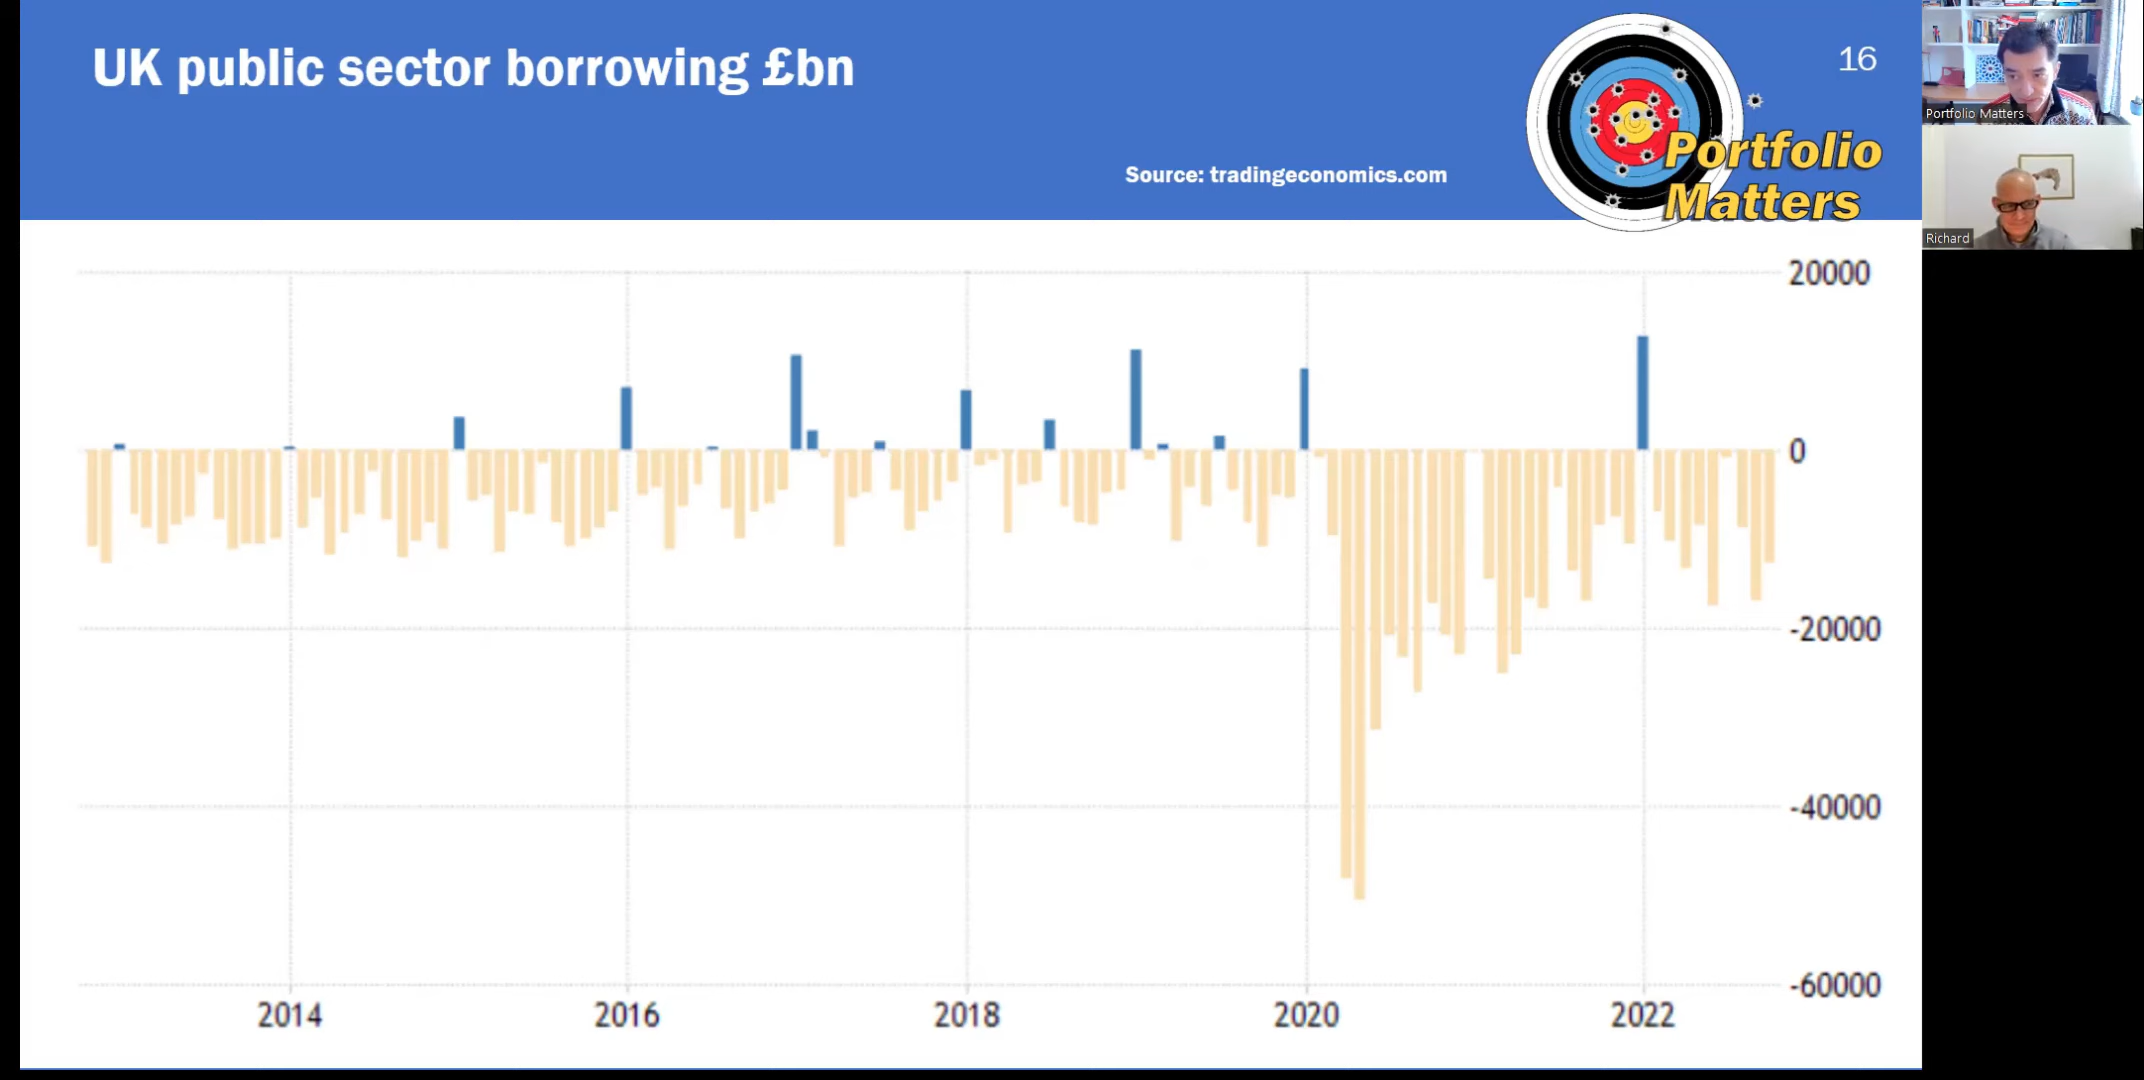 UK public sector borrowing £bn
16
Source: tradingeconomics.com
Portfolio
Matters
Portfolio Matters
Richard
20000
0
-20000
-40000
-60000
2014
2016
2018
2020
2022